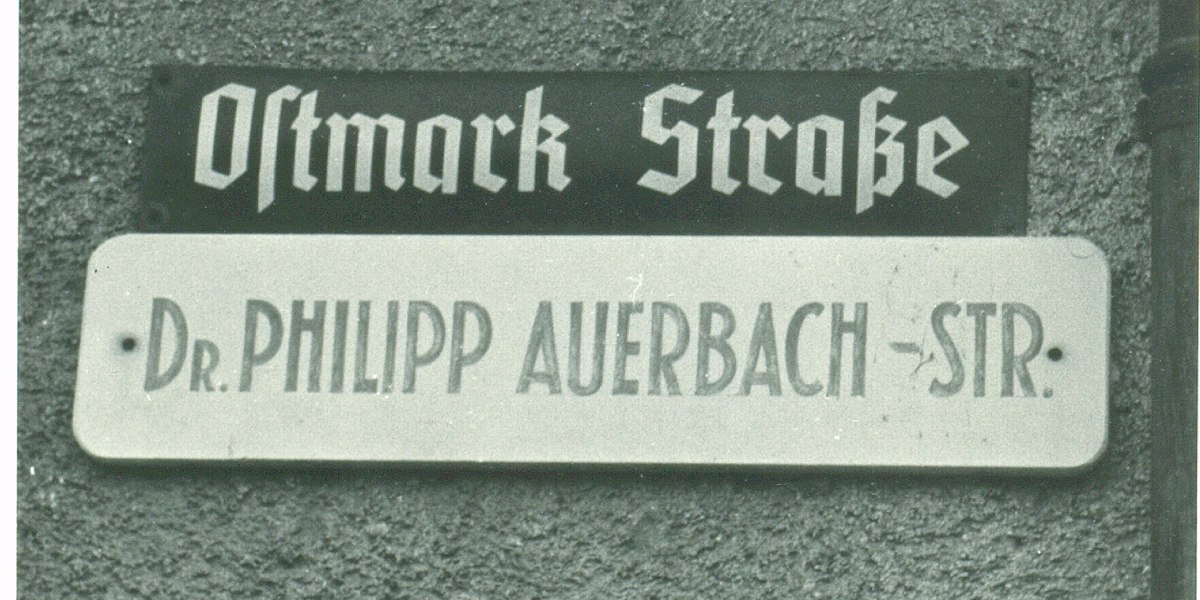 Oſtmark Straße
DR. PHILIPP AUERBACH-STR.